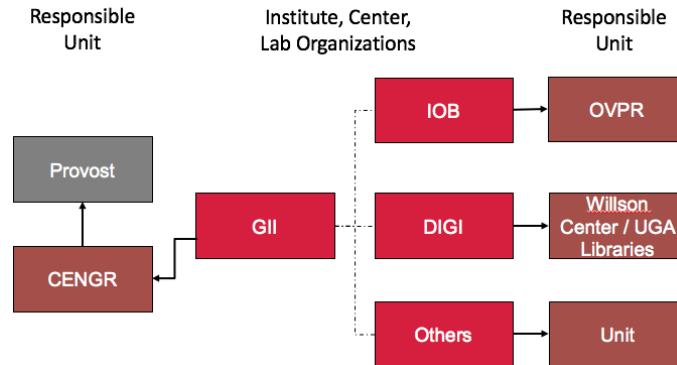 Responsible
Unit
Institute, Center,
Lab Organizations
Responsible
Unit
IOB
OVPR
Provost
GII
DIGI
Willson
Center / UGA
Libraries
CENGR
Others
Unit